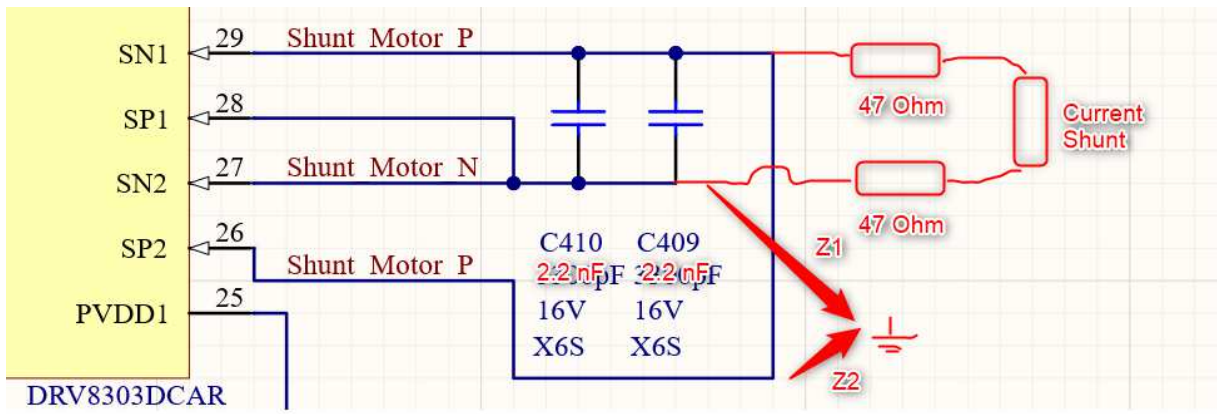 29
Shunt Motor P
SN1
28
SP1
27
Shunt Motor N
SN2
26
SP2
Shunt Motor P
25
PVDD1
DRV8303DCAR
C410
2.2 nF
16V
X6S
C409
2.2 nF
16V
X6S
47 Ohm
Current
Shunt
47 Ohm
Z1
Z2